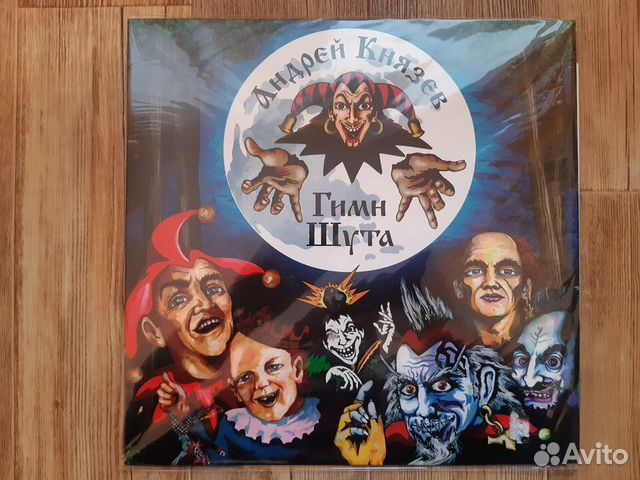 Андрей Князев
Гимн
Шута
Avito